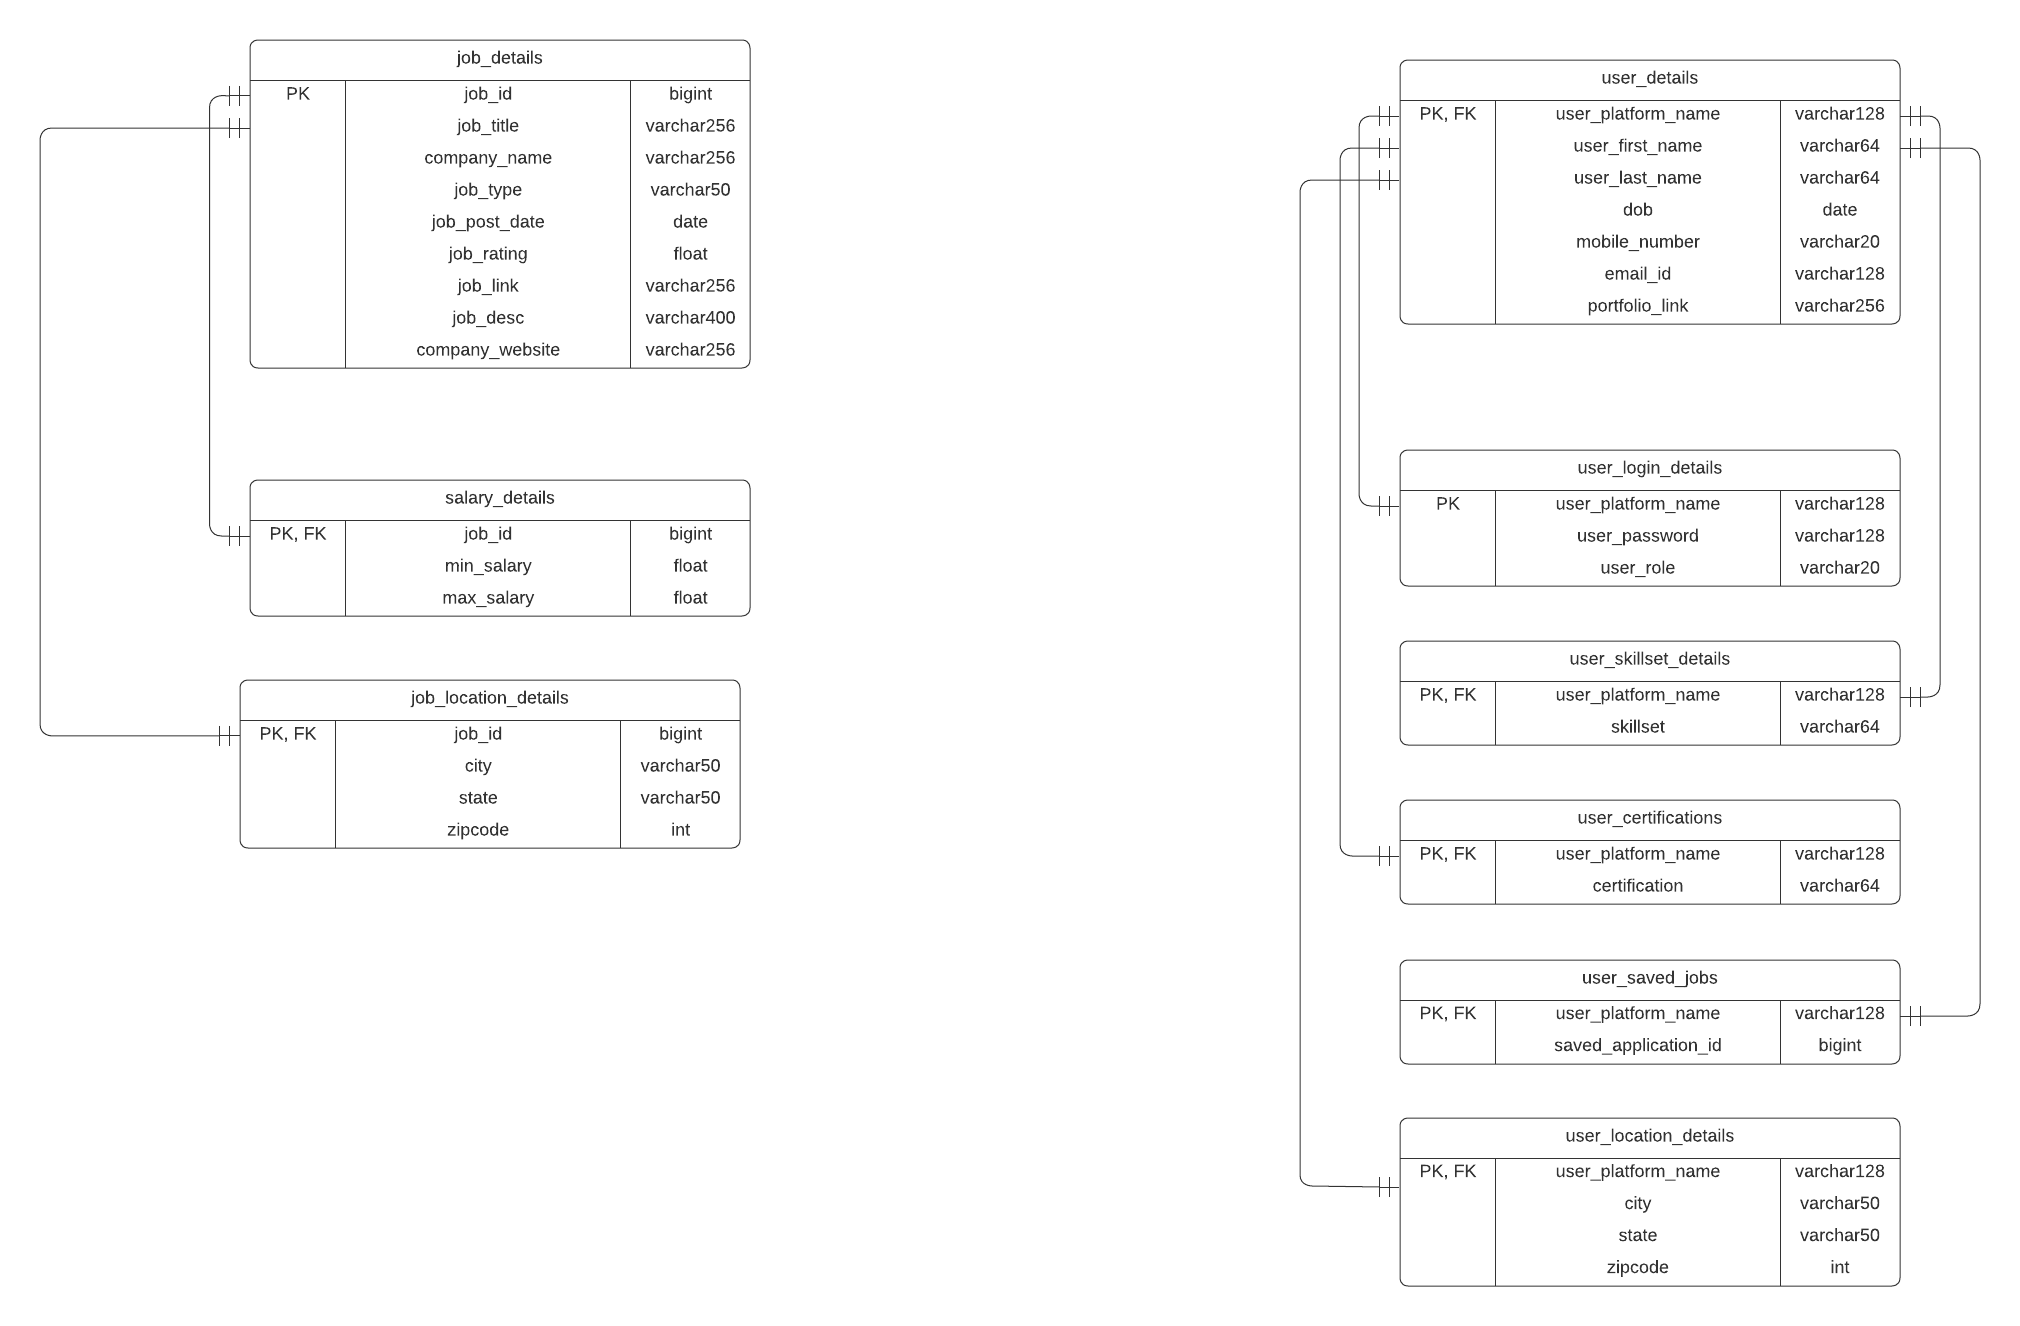 job_details
PK job_id bigint
job_title varchar256
company_name varchar256
job_type varchar50
job_post_date date
job_rating float
job_link varchar256
job_desc varchar400
company_website varchar256
salary_details
PK, FK job_id bigint
min_salary float
max_salary float
job_location_details
PK, FK job_id bigint
city varchar50
state varchar50
zipcode int
user_details
PK, FK user_platform_name varchar128
user_first_name varchar64
user_last_name varchar64
dob date
mobile_number varchar20
email_id varchar128
portfolio_link varchar256
user_login_details
PK user_platform_name varchar128
user_password varchar128
user_role varchar20
user_skillset_details
PK, FK user_platform_name varchar128
skillset varchar64
user_certifications
PK, FK user_platform_name varchar128
certification varchar64
user_saved_jobs
PK, FK user_platform_name varchar128
saved_application_id bigint
user_location_details
PK, FK user_platform_name varchar128
city varchar50
state varchar50
zipcode int